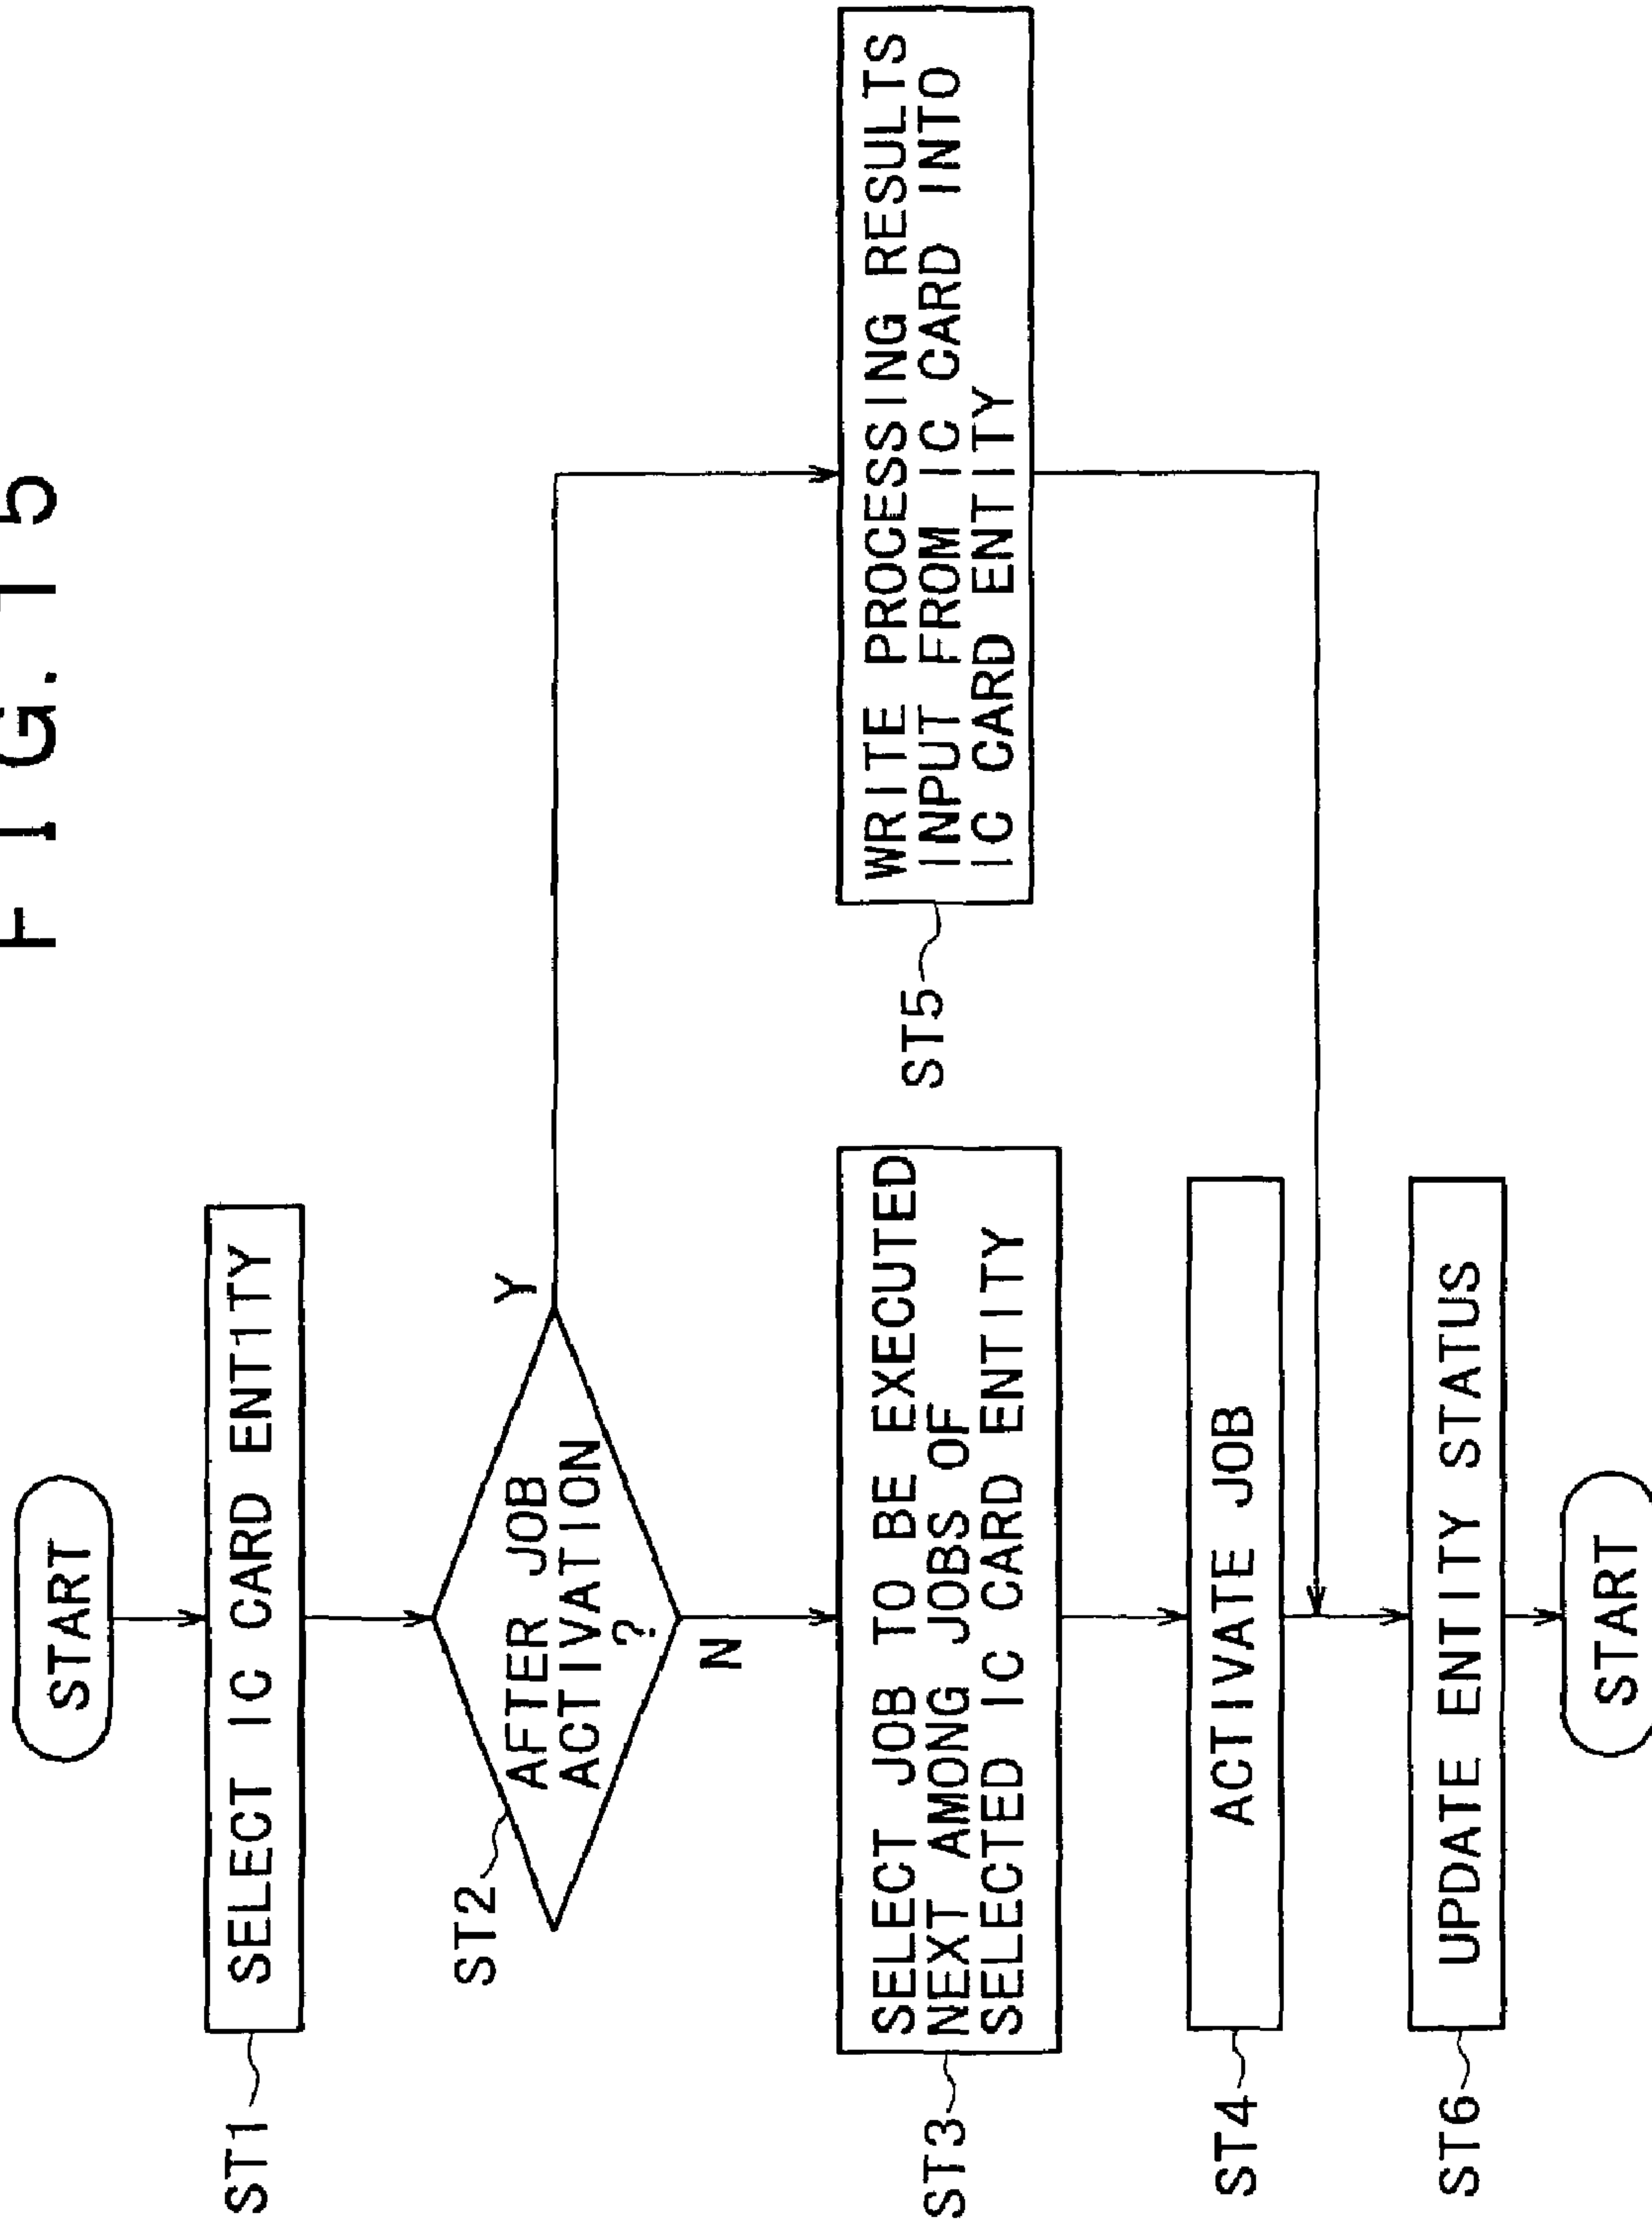 FIG. 15
START
ST1
SELECT IC CARD ENTITY
ST2
AFTER JOB
ACTIVATION
?
Y
N
ST3
SELECT JOB TO BE EXECUTED
NEXT AMONG JOBS OF
SELECTED IC CARD ENTITY
ST5
WRITE PROCESSING RESULTS
INPUT FROM IC CARD INTO
IC CARD ENTITY
ST4
ACTIVATE JOB
ST6
UPDATE ENTITY STATUS
START